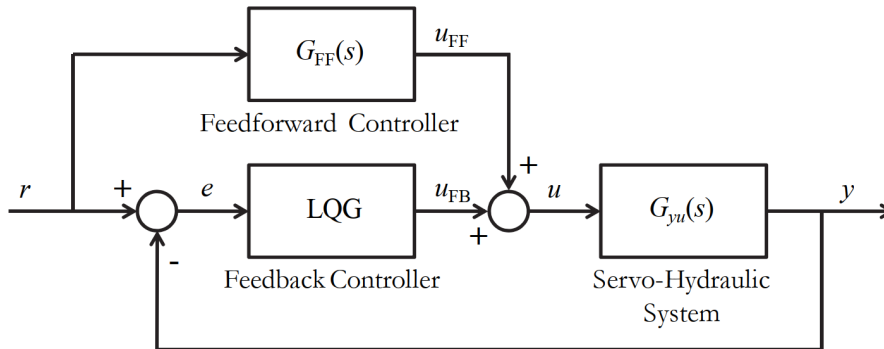 G_FF(s)
u_FF
Feedforward Controller
+
r
+
e
LQG
u_FB
+
u
G_yu(s)
y
-
Feedback Controller
Servo-Hydraulic
System